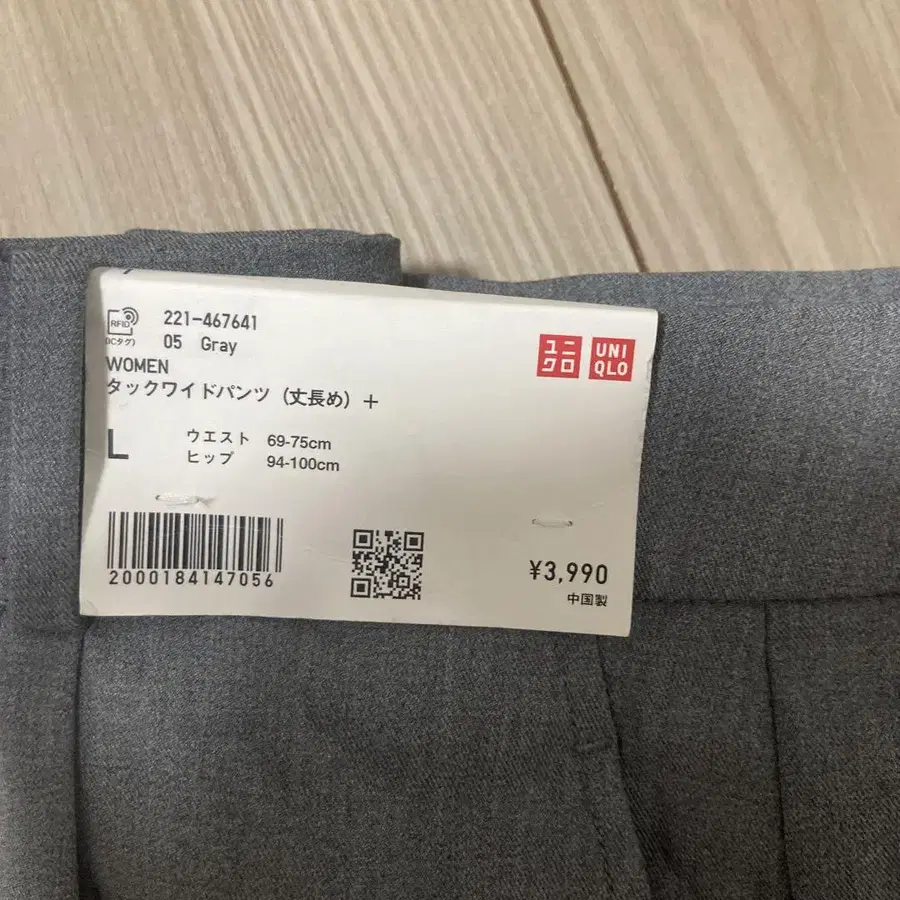 RFID
(ICタグ)
221-467641
05 Gray
WOMEN
タックワイドパンツ (丈長め) +
L
ウエスト 69-75cm
ヒップ 94-100cm
ユニ
クロ
UNI
QLO
2000184147056
¥3,990
中国製